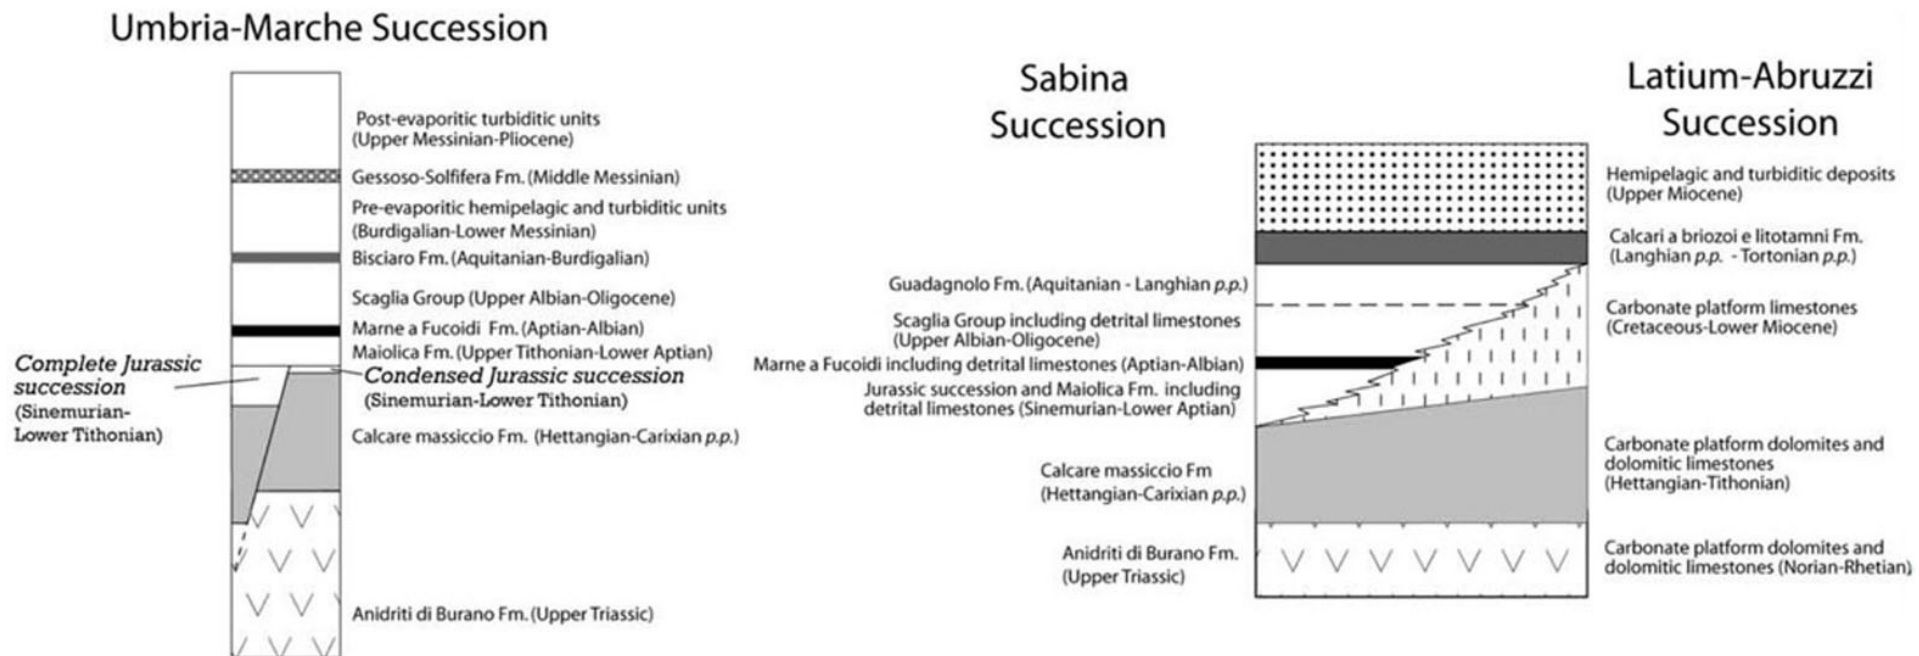 Umbria-Marche Succession
Post-evaporitic turbiditic units
(Upper Messinian-Pliocene)
Gessoso-Solfifera Fm. (Middle Messinian)
Pre-evaporitic hemipelagic and turbiditic units
(Burdigalian-Lower Messinian)
Bisciaro Fm. (Aquitanian-Burdigalian)
Scaglia Group (Upper Albian-Oligocene)
Marne a Fucoidi Fm. (Aptian-Albian)
Maiolica Fm. (Upper Tithonian-Lower Aptian)
Complete Jurassic
succession
(Sinemurian-
Lower Tithonian)
Condensed Jurassic succession
(Sinemurian-Lower Tithonian)
Calcare massiccio Fm. (Hettangian-Carixian p.p.)
Anidriti di Burano Fm. (Upper Triassic)
Sabina
Succession
Guadagnolo Fm. (Aquitanian - Langhian p.p.)
Scaglia Group including detrital limestones
(Upper Albian-Oligocene)
Marne a Fucoidi including detrital limestones (Aptian-Albian)
Jurassic succession and Maiolica Fm. including
detrital limestones (Sinemurian-Lower Aptian)
Calcare massiccio Fm
(Hettangian-Carixian p.p.)
Anidriti di Burano Fm.
(Upper Triassic)
Latium-Abruzzi
Succession
Hemipelagic and turbiditic deposits
(Upper Miocene)
Calcari a briozoi e litotamni Fm.
(Langhian p.p. - Tortonian p.p.)
Carbonate platform limestones
(Cretaceous-Lower Miocene)
Carbonate platform dolomites and
dolomitic limestones
(Hettangian-Tithonian)
Carbonate platform dolomites and
dolomitic limestones (Norian-Rhetian)